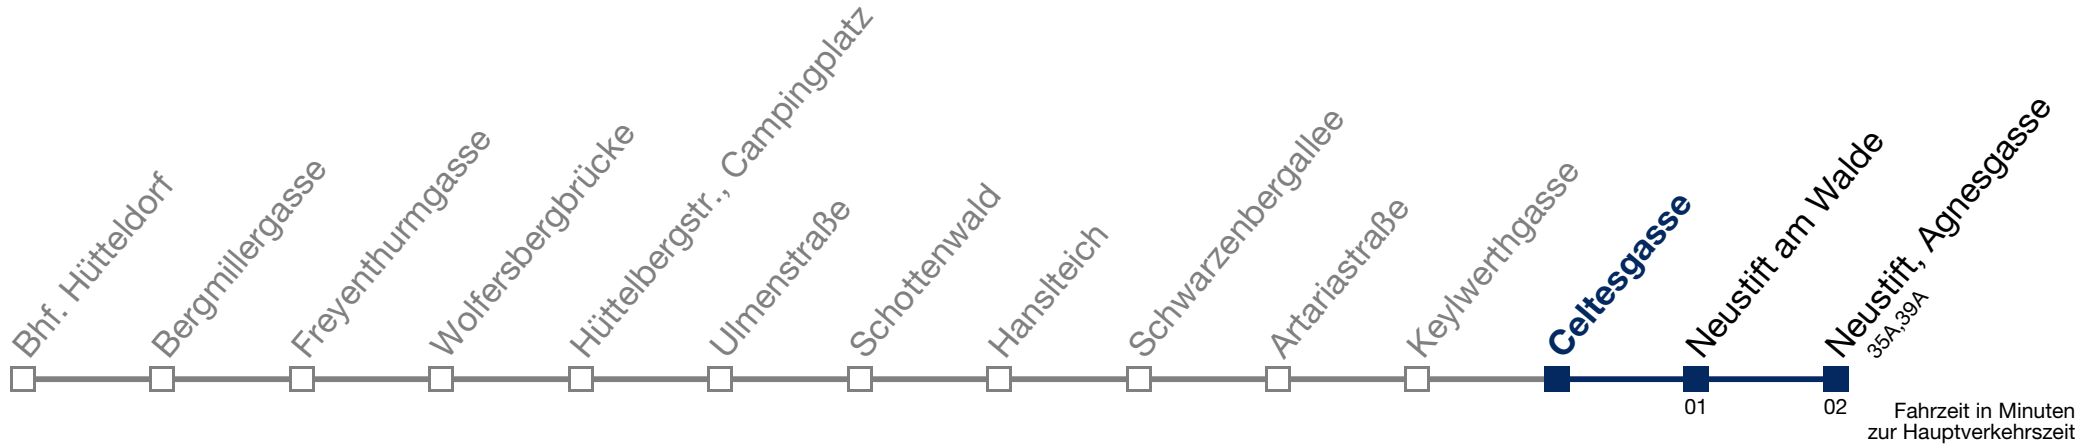 Bhf. Hütteldorf
Bergmillergasse
Freyenthurmgasse
Wolfersbergbrücke
Hüttelbergstr., Campingplatz
Ulmenstraße
Schottenwald
Hanslteich
Schwarzenbergallee
Artariastraße
Keylwerthgasse
Celtesgasse
Neustift am Walde
Neustift, Agnesgasse
35A,39A
01
02
Fahrzeit in Minuten
zur Hauptverkehrszeit